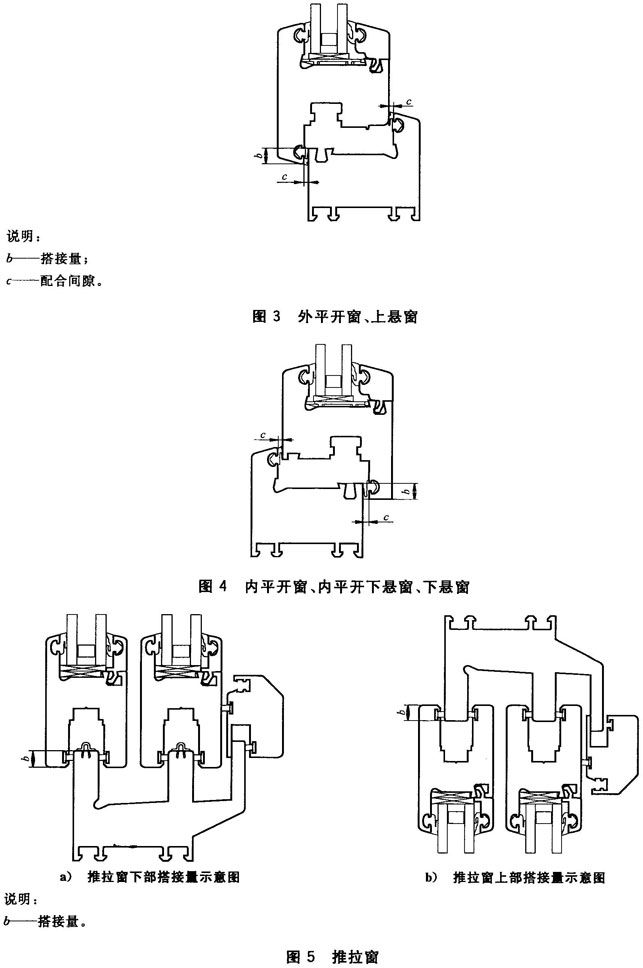 c
b
c
说明：
b——搭接量；
c——配合间隙。
图 3 外平开窗、上悬窗
c
b
c
图 4 内平开窗、内平开下悬窗、下悬窗
b
b
a） 推拉窗下部搭接量示意图
b） 推拉窗上部搭接量示意图
说明：
b——搭接量。
图 5 推拉窗